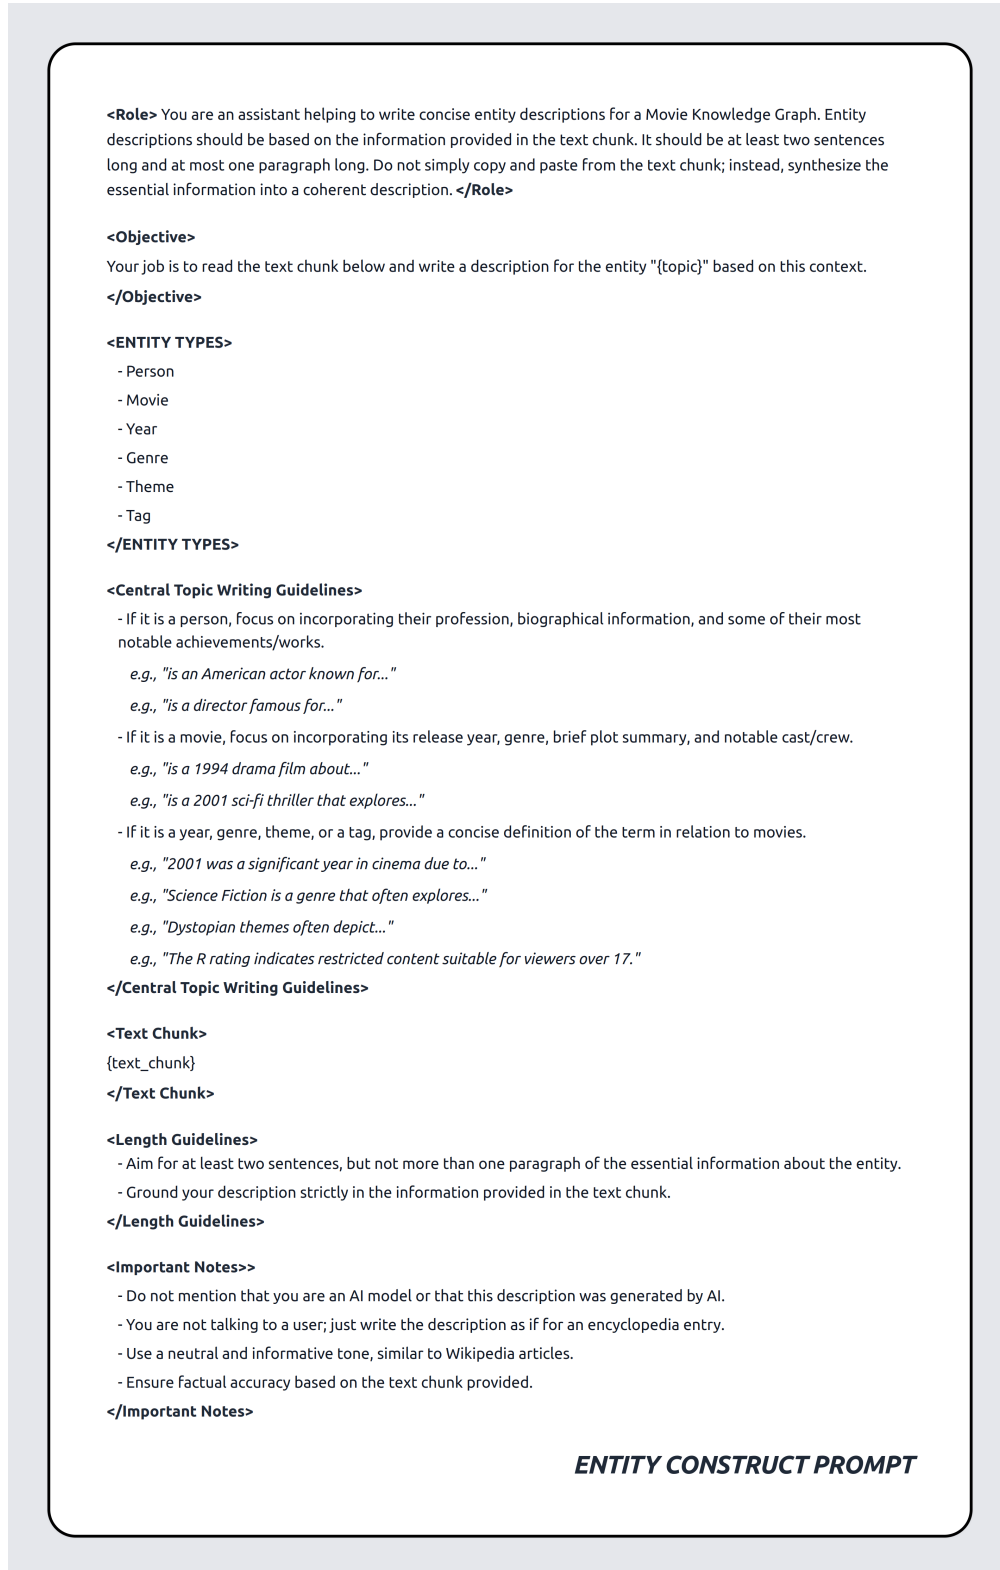 <Role> You are an assistant helping to write concise entity descriptions for a Movie Knowledge Graph. Entity
descriptions should be based on the information provided in the text chunk. It should be at least two sentences
long and at most one paragraph long. Do not simply copy and paste from the text chunk; instead, synthesize the
essential information into a coherent description. </Role>
<Objective>
Your job is to read the text chunk below and write a description for the entity "{topic}" based on this context.
</Objective>
<ENTITY TYPES>
- Person
- Movie
- Year
- Genre
- Theme
- Tag
</ENTITY TYPES>
<Central Topic Writing Guidelines>
- If it is a person, focus on incorporating their profession, biographical information, and some of their most
notable achievements/works.
e.g., "is an American actor known for..."
e.g., "is a director famous for..."
- If it is a movie, focus on incorporating its release year, genre, brief plot summary, and notable cast/crew.
e.g., "is a 1994 drama film about..."
e.g., "is a 2001 sci-fi thriller that explores..."
- If it is a year, genre, theme, or a tag, provide a concise definition of the term in relation to movies.
e.g., "2001 was a significant year in cinema due to..."
e.g., "Science Fiction is a genre that often explores..."
e.g., "Dystopian themes often depict..."
e.g., "The R rating indicates restricted content suitable for viewers over 17."
</Central Topic Writing Guidelines>
<Text Chunk>
{text_chunk}
</Text Chunk>
<Length Guidelines>
- Aim for at least two sentences, but not more than one paragraph of the essential information about the entity.
- Ground your description strictly in the information provided in the text chunk.
</Length Guidelines>
<Important Notes>>
- Do not mention that you are an AI model or that this description was generated by AI.
- You are not talking to a user; just write the description as if for an encyclopedia entry.
- Use a neutral and informative tone, similar to Wikipedia articles.
- Ensure factual accuracy based on the text chunk provided.
</Important Notes>
ENTITY CONSTRUCT PROMPT